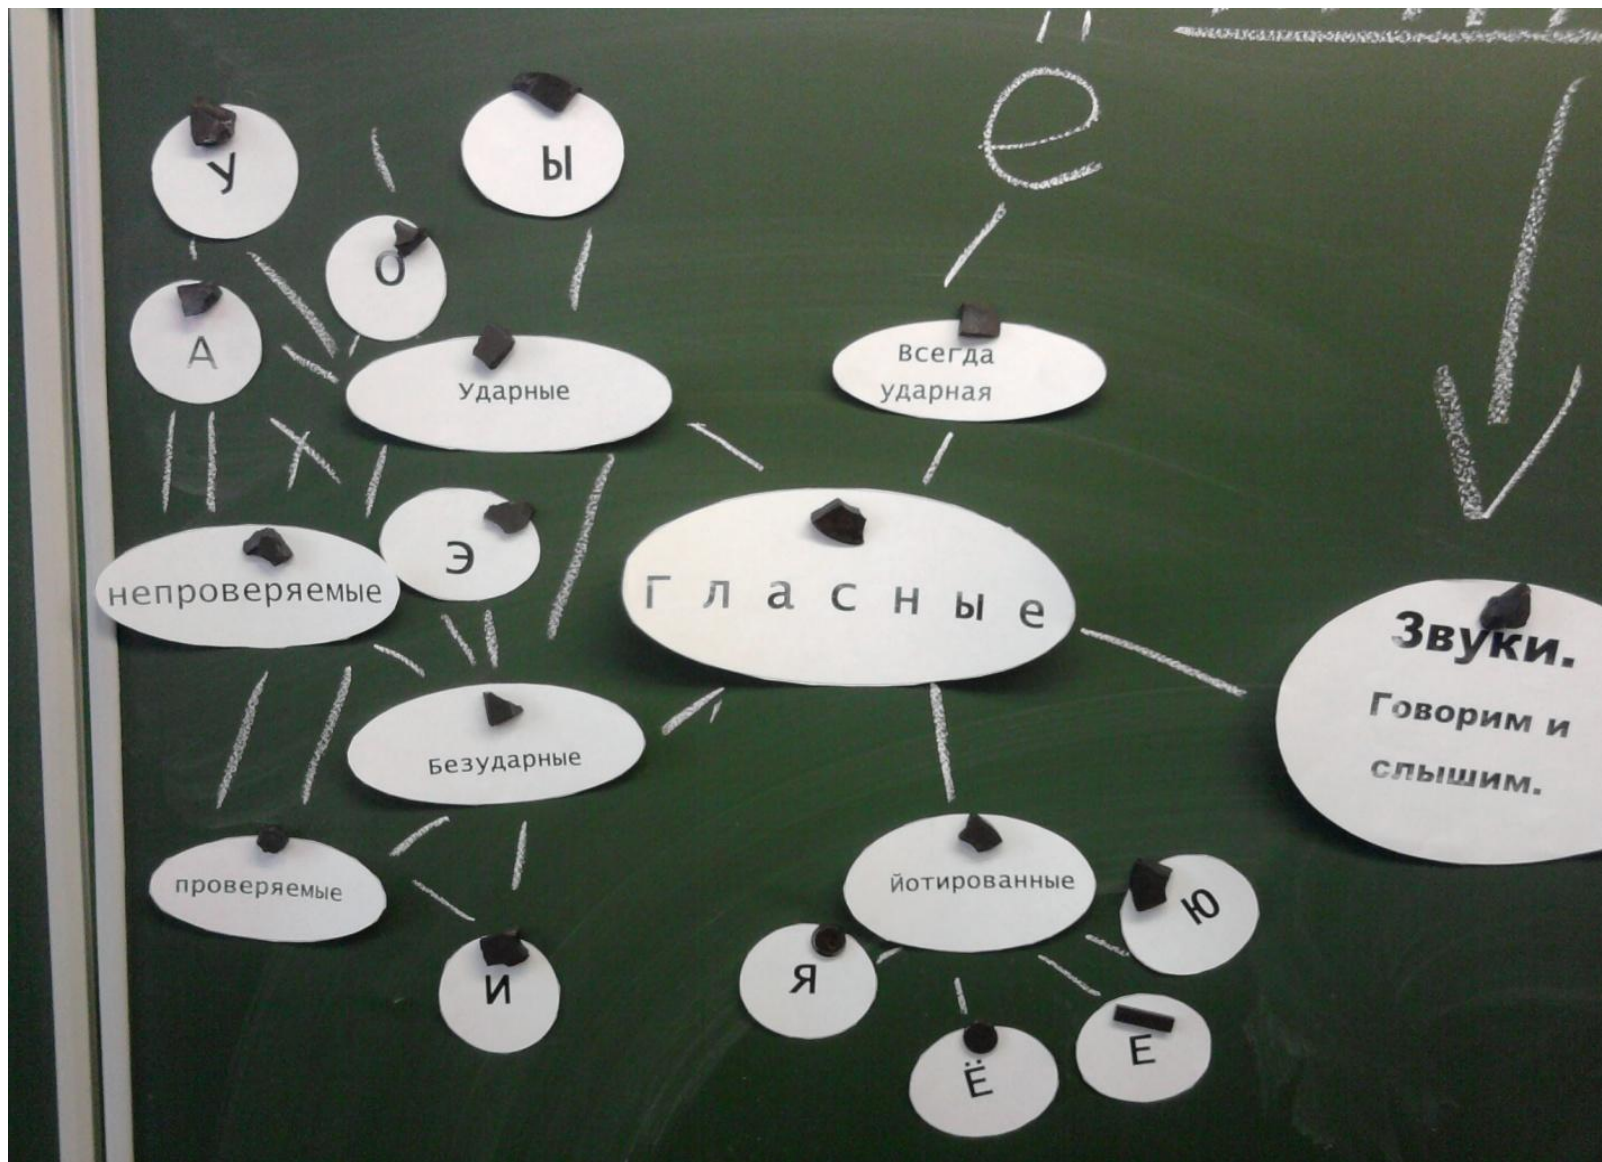 ё
У
Ы
О
А
Ударные
Всегда
ударная
непроверяемые
Э
гласные
Звуки.
Говорим и
слышим.
Безударные
проверяемые
И
йотированные
Ю
Я
Е
Ё